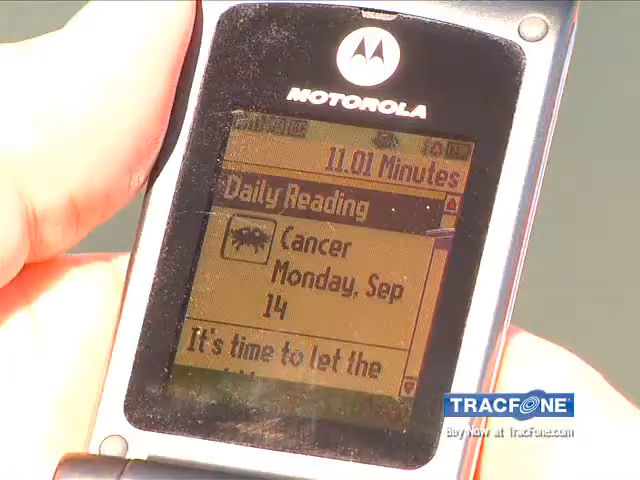 MOTOROLA
11.01 Minutes
Daily Reading
Cancer
Monday, Sep
14
It's time to let the
TRACFONE
Buy Now at TracFone.com